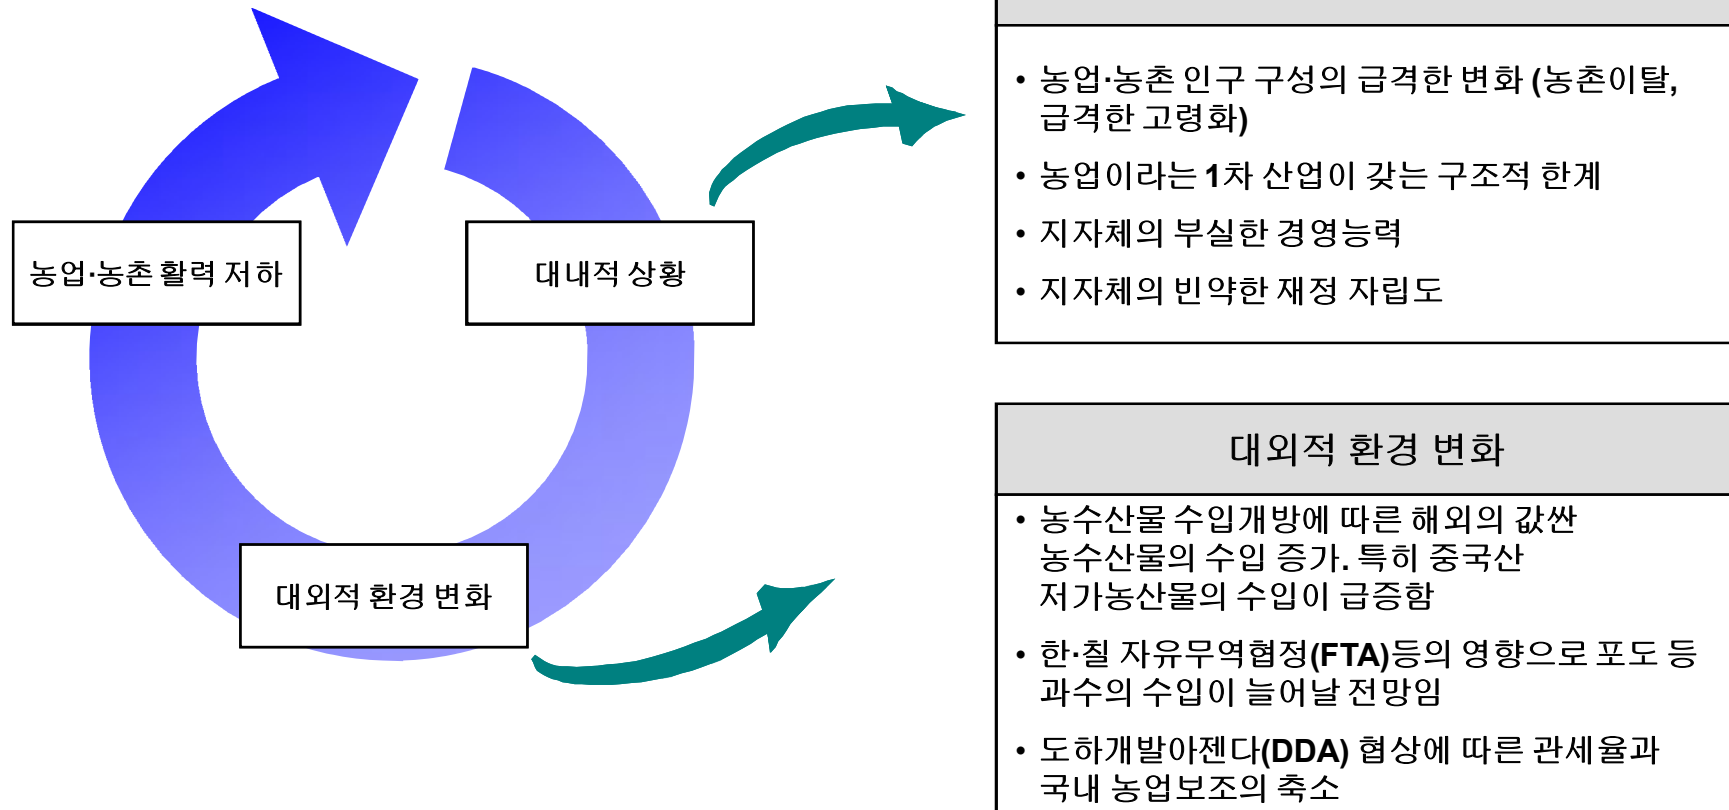 농업·농촌 활력 저하
대내적 상황
대외적 환경 변화
• 농업·농촌 인구 구성의 급격한 변화 (농촌이탈,
급격한 고령화)
• 농업이라는 1차 산업이 갖는 구조적 한계
• 지자체의 부실한 경영능력
• 지자체의 빈약한 재정 자립도
대외적 환경 변화
• 농수산물 수입개방에 따른 해외의 값싼
농수산물의 수입 증가. 특히 중국산
저가농산물의 수입이 급증함
• 한·칠 자유무역협정(FTA)등의 영향으로 포도 등
과수의 수입이 늘어날 전망임
• 도하개발아젠다(DDA) 협상에 따른 관세율과
국내 농업보조의 축소